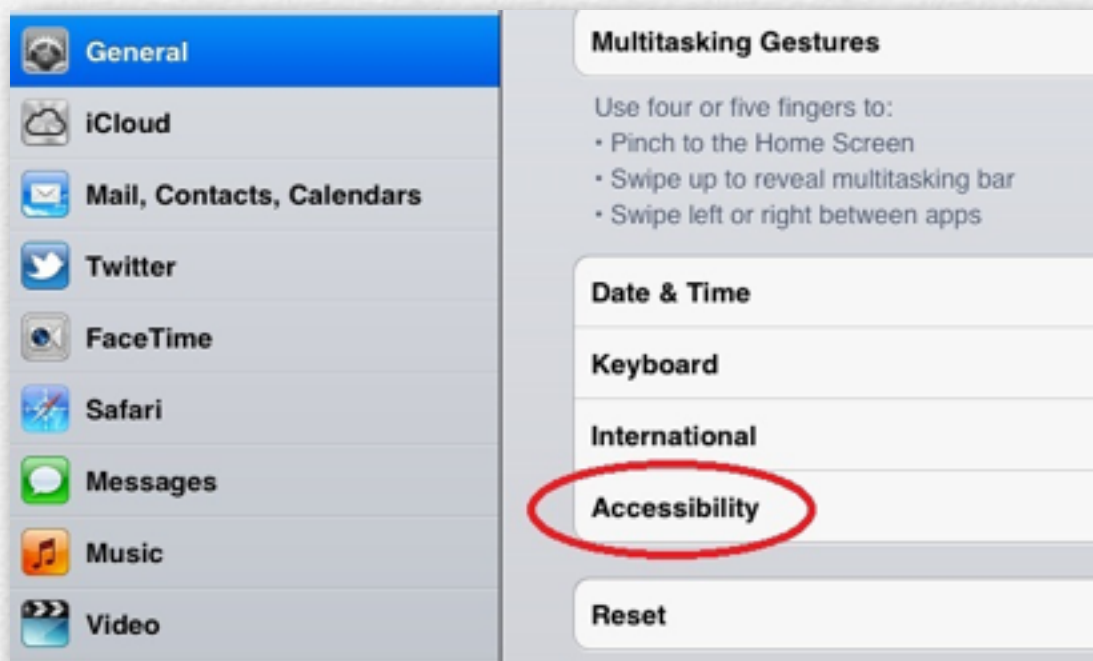 General
iCloud
Mail, Contacts, Calendars
Twitter
FaceTime
Safari
Messages
Music
Video
Multitasking Gestures
Use four or five fingers to:
• Pinch to the Home Screen
• Swipe up to reveal multitasking bar
• Swipe left or right between apps
Date & Time
Keyboard
International
Accessibility
Reset